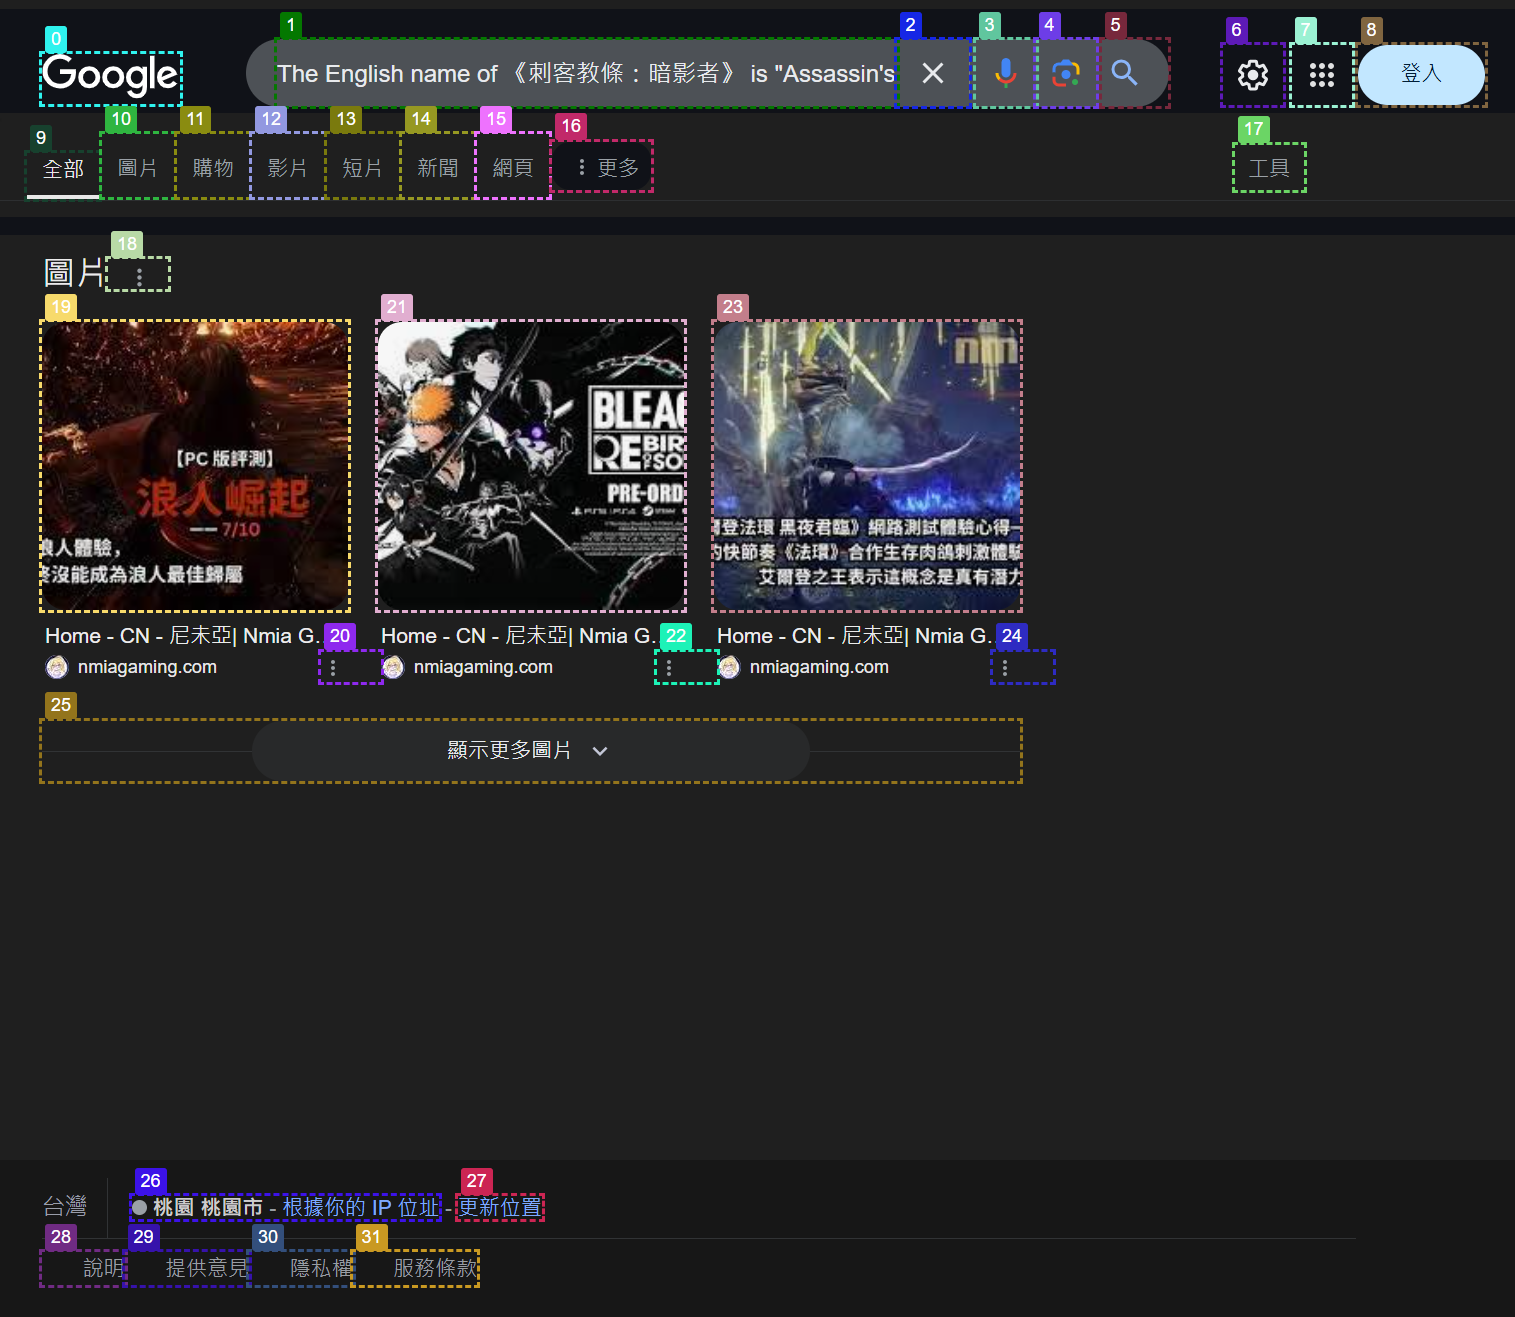 0
Google
1
The English name of 《刺客教條：暗影者》 is "Assassin's
2
3
4
5
6
7
8
登入
9
全部
10
圖片
11
購物
12
影片
13
短片
14
新聞
15
網頁
16
更多
17
工具
圖片
18
19
【PC 版評測】
浪人崛起
7/10
浪人體驗，
沒能成為浪人最佳歸屬
21
PRE-ORD
23
登法環 黑夜君臨》網路測試體驗心得
快節奏《法環》合作生存肉鴿刺激體驗
艾爾登之王表示這概念是真有潛力
Home - CN - 尼未亞| Nmia G...
20
nmiagaming.com
Home - CN - 尼未亞| Nmia G...
22
nmiagaming.com
Home - CN - 尼未亞| Nmia G...
24
nmiagaming.com
25
顯示更多圖片
台灣
26
桃園 桃園市 - 根據你的 IP 位址 -
27
更新位置
28
說明
29
提供意見
30
隱私權
31
服務條款